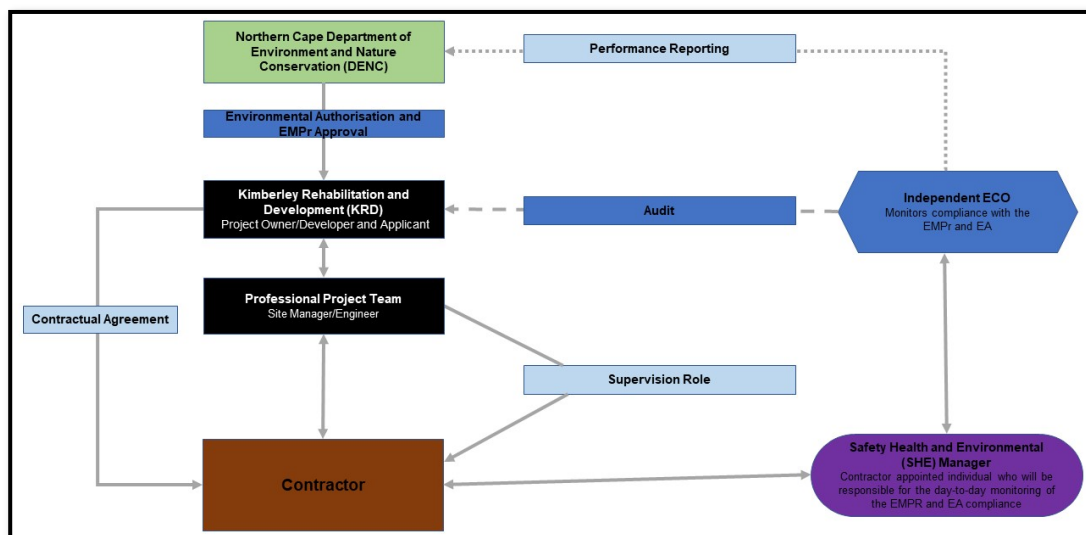 Northern Cape Department of
Environment and Nature
Conservation (DENC)
Performance Reporting
Environmental Authorisation and
EMPr Approval
Kimberley Rehabilitation and
Development (KRD)
Project Owner/Developer and Applicant
Audit
Independent ECO
Monitors compliance with the
EMPr and EA
Professional Project Team
Site Manager/Engineer
Contractual Agreement
Supervision Role
Contractor
Safety Health and Environmental
(SHE) Manager
Contractor appointed individual who will be
responsible for the day-to-day monitoring of
the EMPR and EA compliance